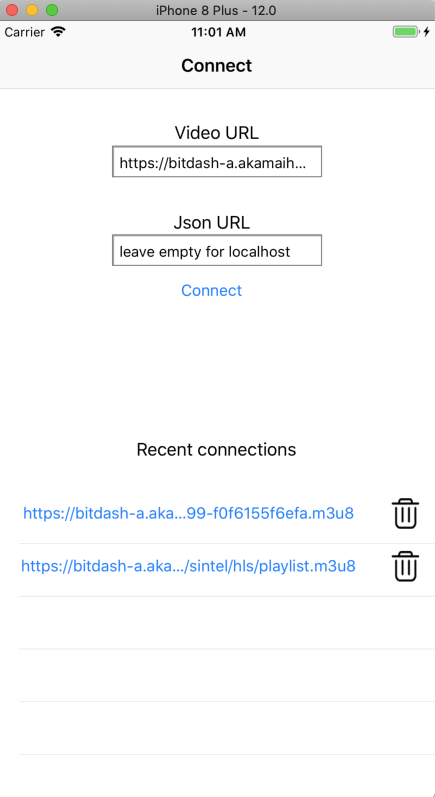 iPhone 8 Plus - 12.0
Carrier 11:01 AM
Connect
Video URL
https://bitdash-a.akamaih...
Json URL
leave empty for localhost
Connect
Recent connections
https://bitdash-a.aka...99-f0f6155f6efa.m3u8
https://bitdash-a.aka.../sintel/hls/playlist.m3u8